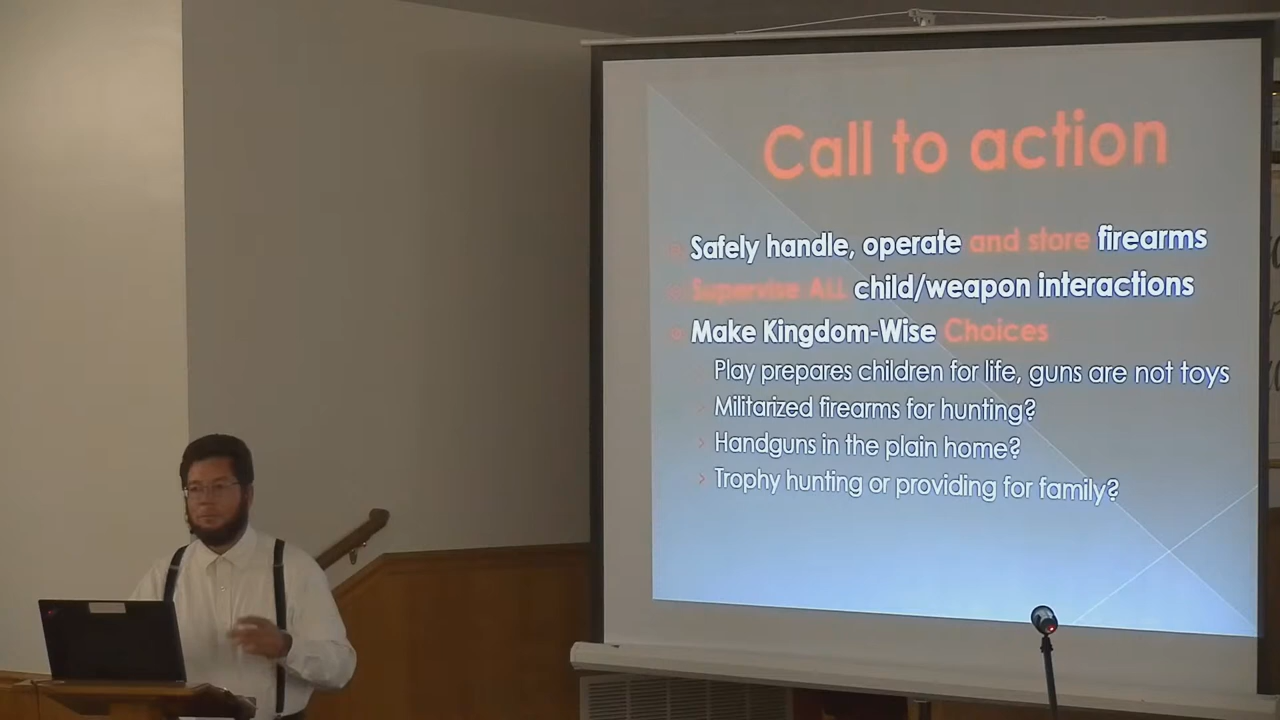 Call to action
Safely handle, operate and store firearms
Supervise ALL child/weapon interactions
Make Kingdom-Wise Choices
Play prepares children for life, guns are not toys
Militarized firearms for hunting?
Handguns in the plain home?
Trophy hunting or providing for family?